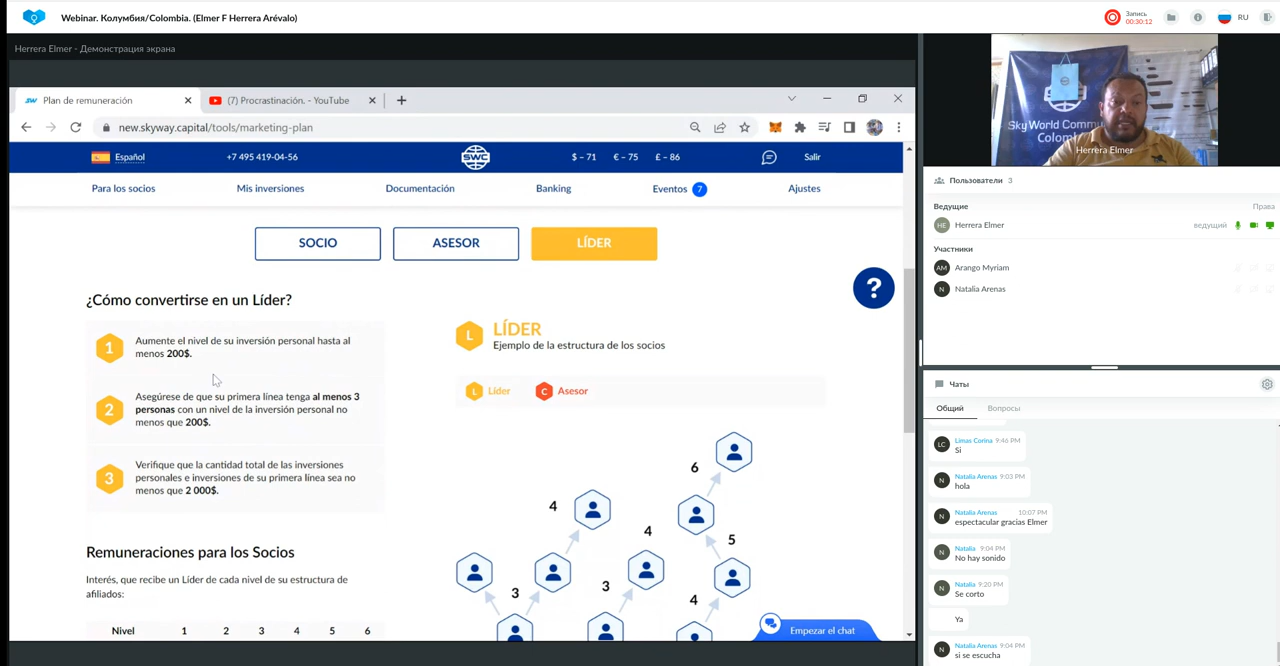 Webinar. Колумбия/Colombia. (Elmer F Herrera Arévalo)
Запись
00:30:12
RU
Herrera Elmer - Демонстрация экрана
Plan de remuneración
(7) Procrastinación. - YouTube
new.skyway.capital/tools/marketing-plan
Español
+7 495 419-04-56
SWC
$ – 71
€ – 75
£ – 86
Salir
Para los socios
Mis inversiones
Documentación
Banking
Eventos 7
Ajustes
SOCIO
ASESOR
LÍDER
¿Cómo convertirse en un Líder?
1
Aumente el nivel de su inversión personal hasta al
menos 200$.
2
Asegúrese de que su primera línea tenga al menos 3
personas con un nivel de la inversión personal no
menos que 200$.
3
Verifique que la cantidad total de las inversiones
personales e inversiones de su primera línea sea no
menos que 2 000$.
Remuneraciones para los Socios
Interés, que recibe un Líder de cada nivel de su estructura de
afiliados:
Nivel 1 2 3 4 5 6
?
L
LÍDER
Ejemplo de la estructura de los socios
L Líder
C Asesor
6
4
4
5
3
3
4
Empezar el chat
SWC
Sky World Commu
Colom
Herrera Elmer
Пользователи 3
Ведущие
Права
HE Herrera Elmer
ведущий
Участники
AM Arango Myriam
N Natalia Arenas
Чаты
Общий
Вопросы
LC Limas Corina 9:46 PM
Si
N Natalia Arenas 9:03 PM
hola
N Natalia Arenas 10:07 PM
espectacular gracias Elmer
N Natalia 9:04 PM
No hay sonido
N Natalia 9:20 PM
Se corto
Ya
N Natalia Arenas 9:04 PM
si se escucha